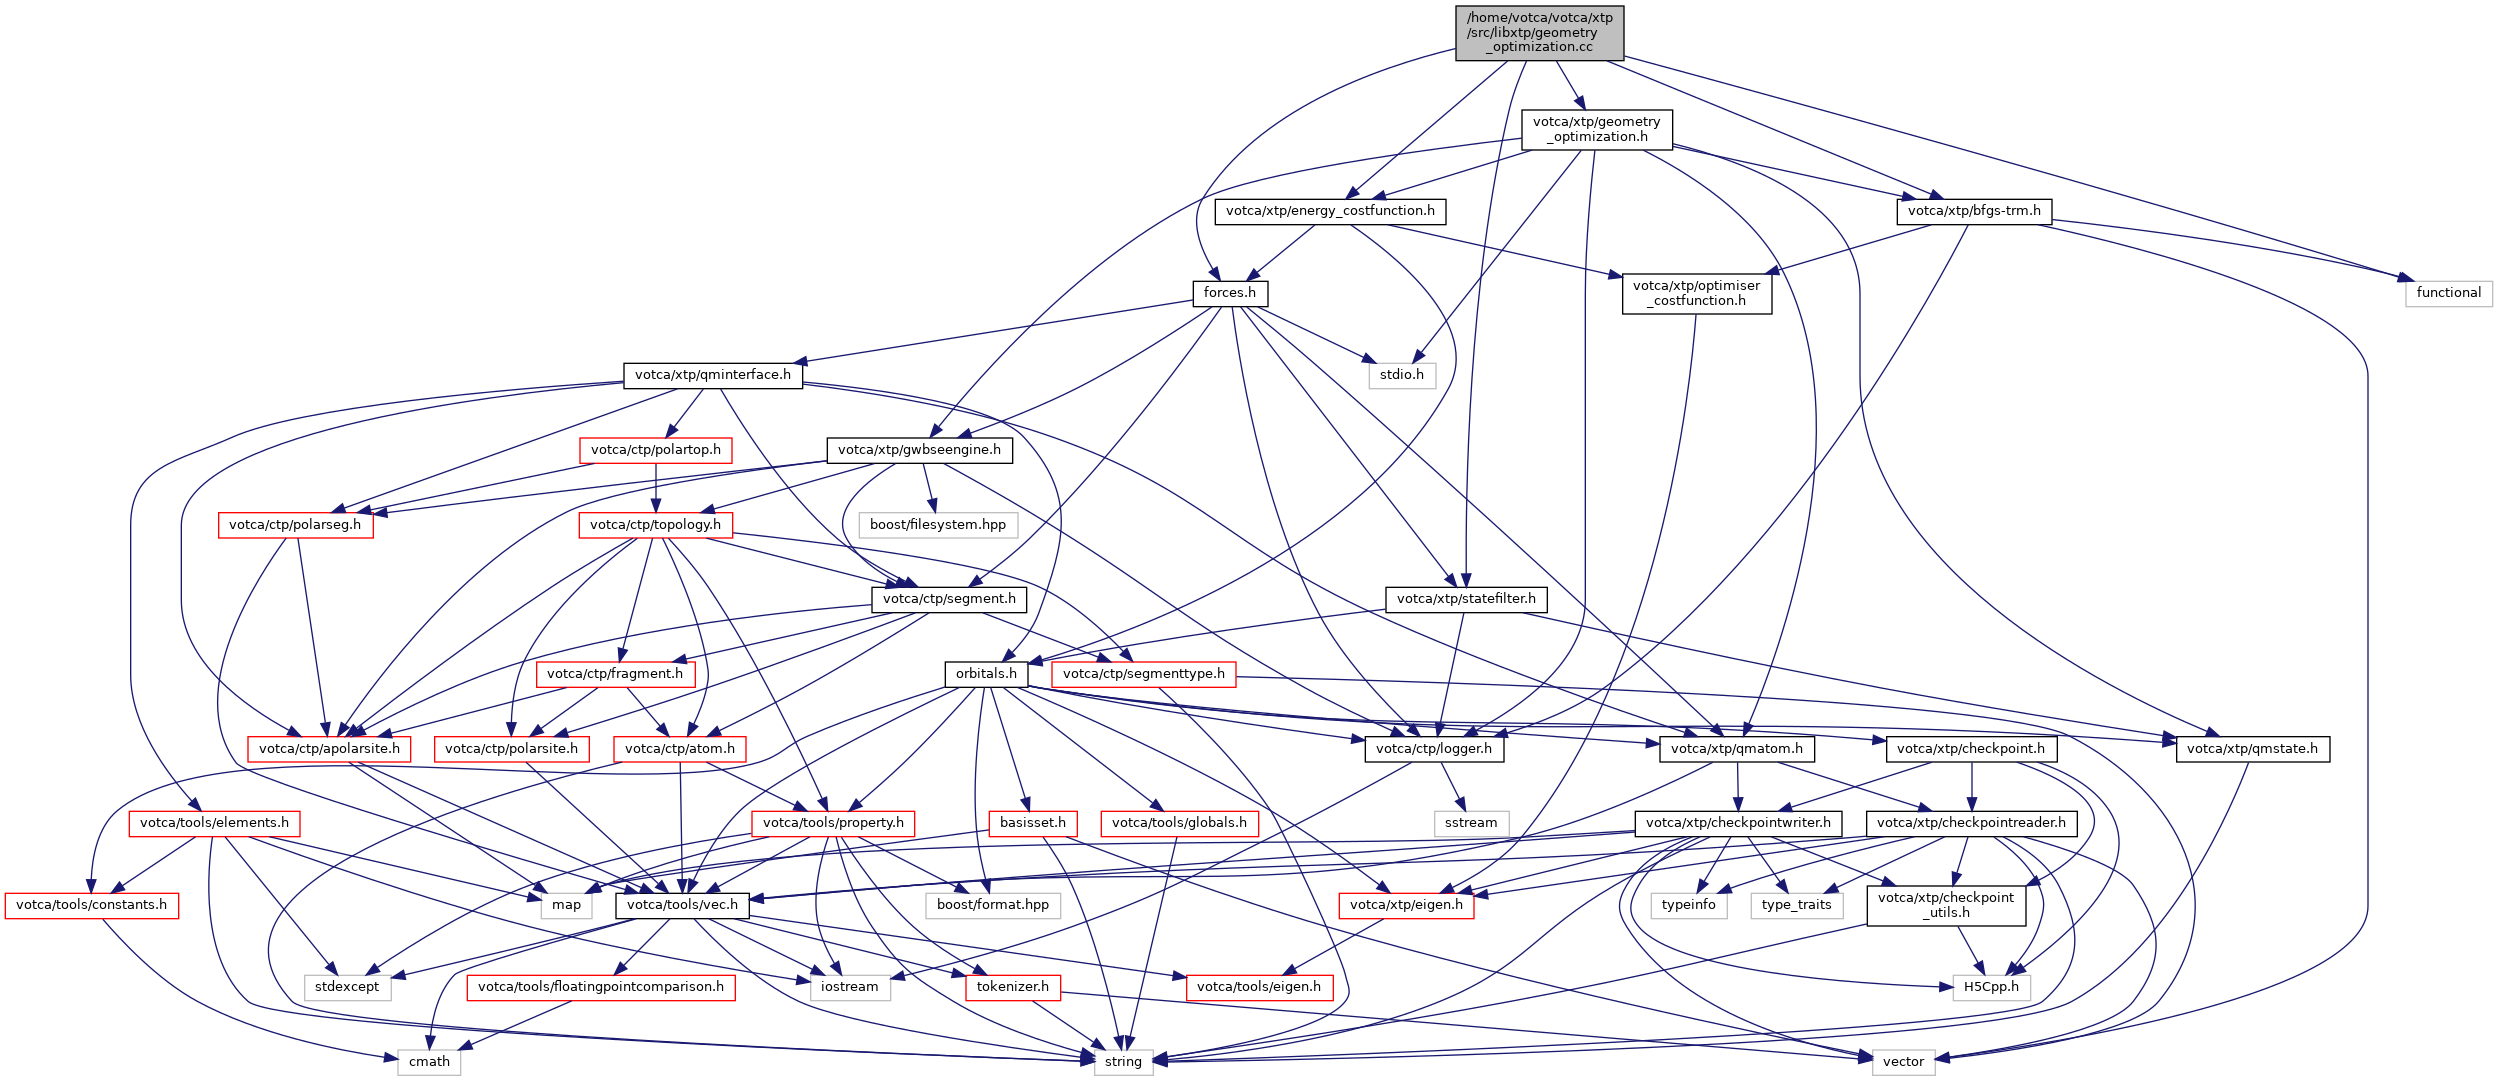 /home/votca/votca/xtp
/src/libxtp/geometry
_optimization.cc
votca/xtp/geometry
_optimization.h
votca/xtp/energy_costfunction.h
votca/xtp/bfgs-trm.h
forces.h
votca/xtp/optimiser
_costfunction.h
functional
votca/xtp/qminterface.h
stdio.h
votca/ctp/polartop.h
votca/xtp/gwbseengine.h
votca/ctp/polarseg.h
votca/ctp/topology.h
boost/filesystem.hpp
votca/ctp/segment.h
votca/xtp/statefilter.h
votca/ctp/fragment.h
orbitals.h
votca/ctp/segmenttype.h
votca/ctp/apolarsite.h
votca/ctp/polarsite.h
votca/ctp/atom.h
votca/ctp/logger.h
votca/xtp/qmatom.h
votca/xtp/checkpoint.h
votca/xtp/qmstate.h
votca/tools/elements.h
votca/tools/property.h
basisset.h
votca/tools/globals.h
sstream
votca/xtp/checkpointwriter.h
votca/xtp/checkpointreader.h
votca/tools/constants.h
map
votca/tools/vec.h
boost/format.hpp
votca/xtp/eigen.h
typeinfo
type_traits
votca/xtp/checkpoint
_utils.h
stdexcept
votca/tools/floatingpointcomparison.h
iostream
tokenizer.h
votca/tools/eigen.h
H5Cpp.h
cmath
string
vector